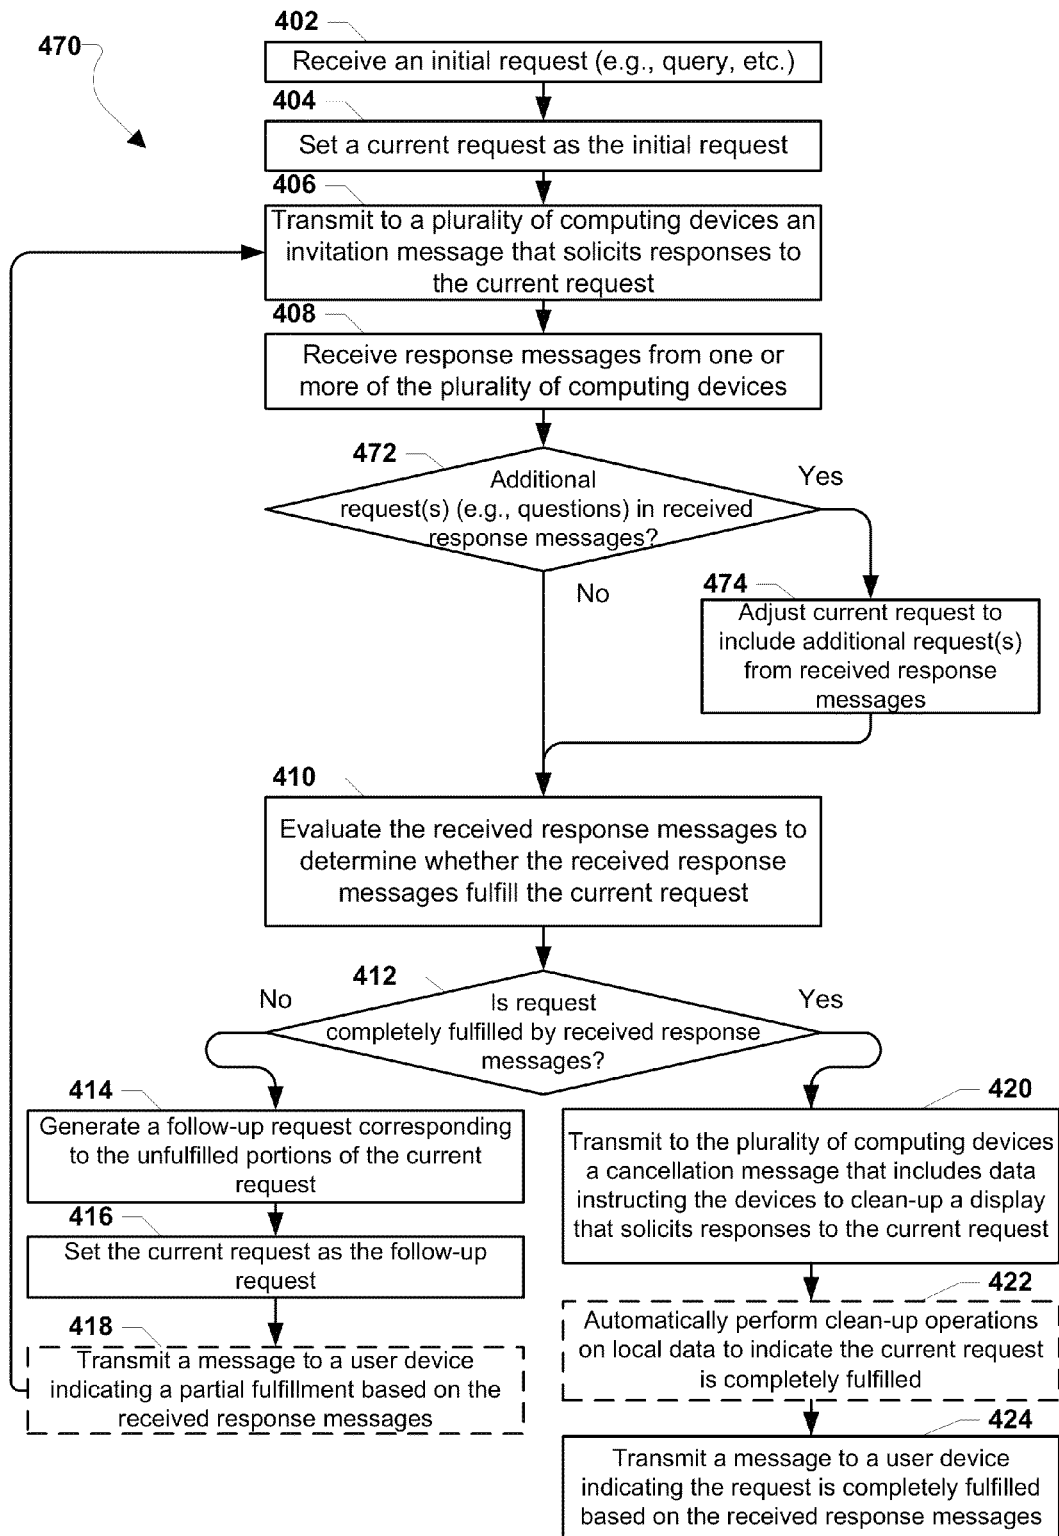 470
402
Receive an initial request (e.g., query, etc.)
404
Set a current request as the initial request
406
Transmit to a plurality of computing devices an
invitation message that solicits responses to
the current request
408
Receive response messages from one or
more of the plurality of computing devices
472
Additional
request(s) (e.g., questions) in received
response messages?
Yes
No
474
Adjust current request to
include additional request(s)
from received response
messages
410
Evaluate the received response messages to
determine whether the received response
messages fulfill the current request
412
Is request
completely fulfilled by received response
messages?
No
Yes
414
Generate a follow-up request corresponding
to the unfulfilled portions of the current
request
416
Set the current request as the follow-up
request
418
Transmit a message to a user device
indicating a partial fulfillment based on the
received response messages
420
Transmit to the plurality of computing devices
a cancellation message that includes data
instructing the devices to clean-up a display
that solicits responses to the current request
422
Automatically perform clean-up operations
on local data to indicate the current request
is completely fulfilled
424
Transmit a message to a user device
indicating the request is completely fulfilled
based on the received response messages